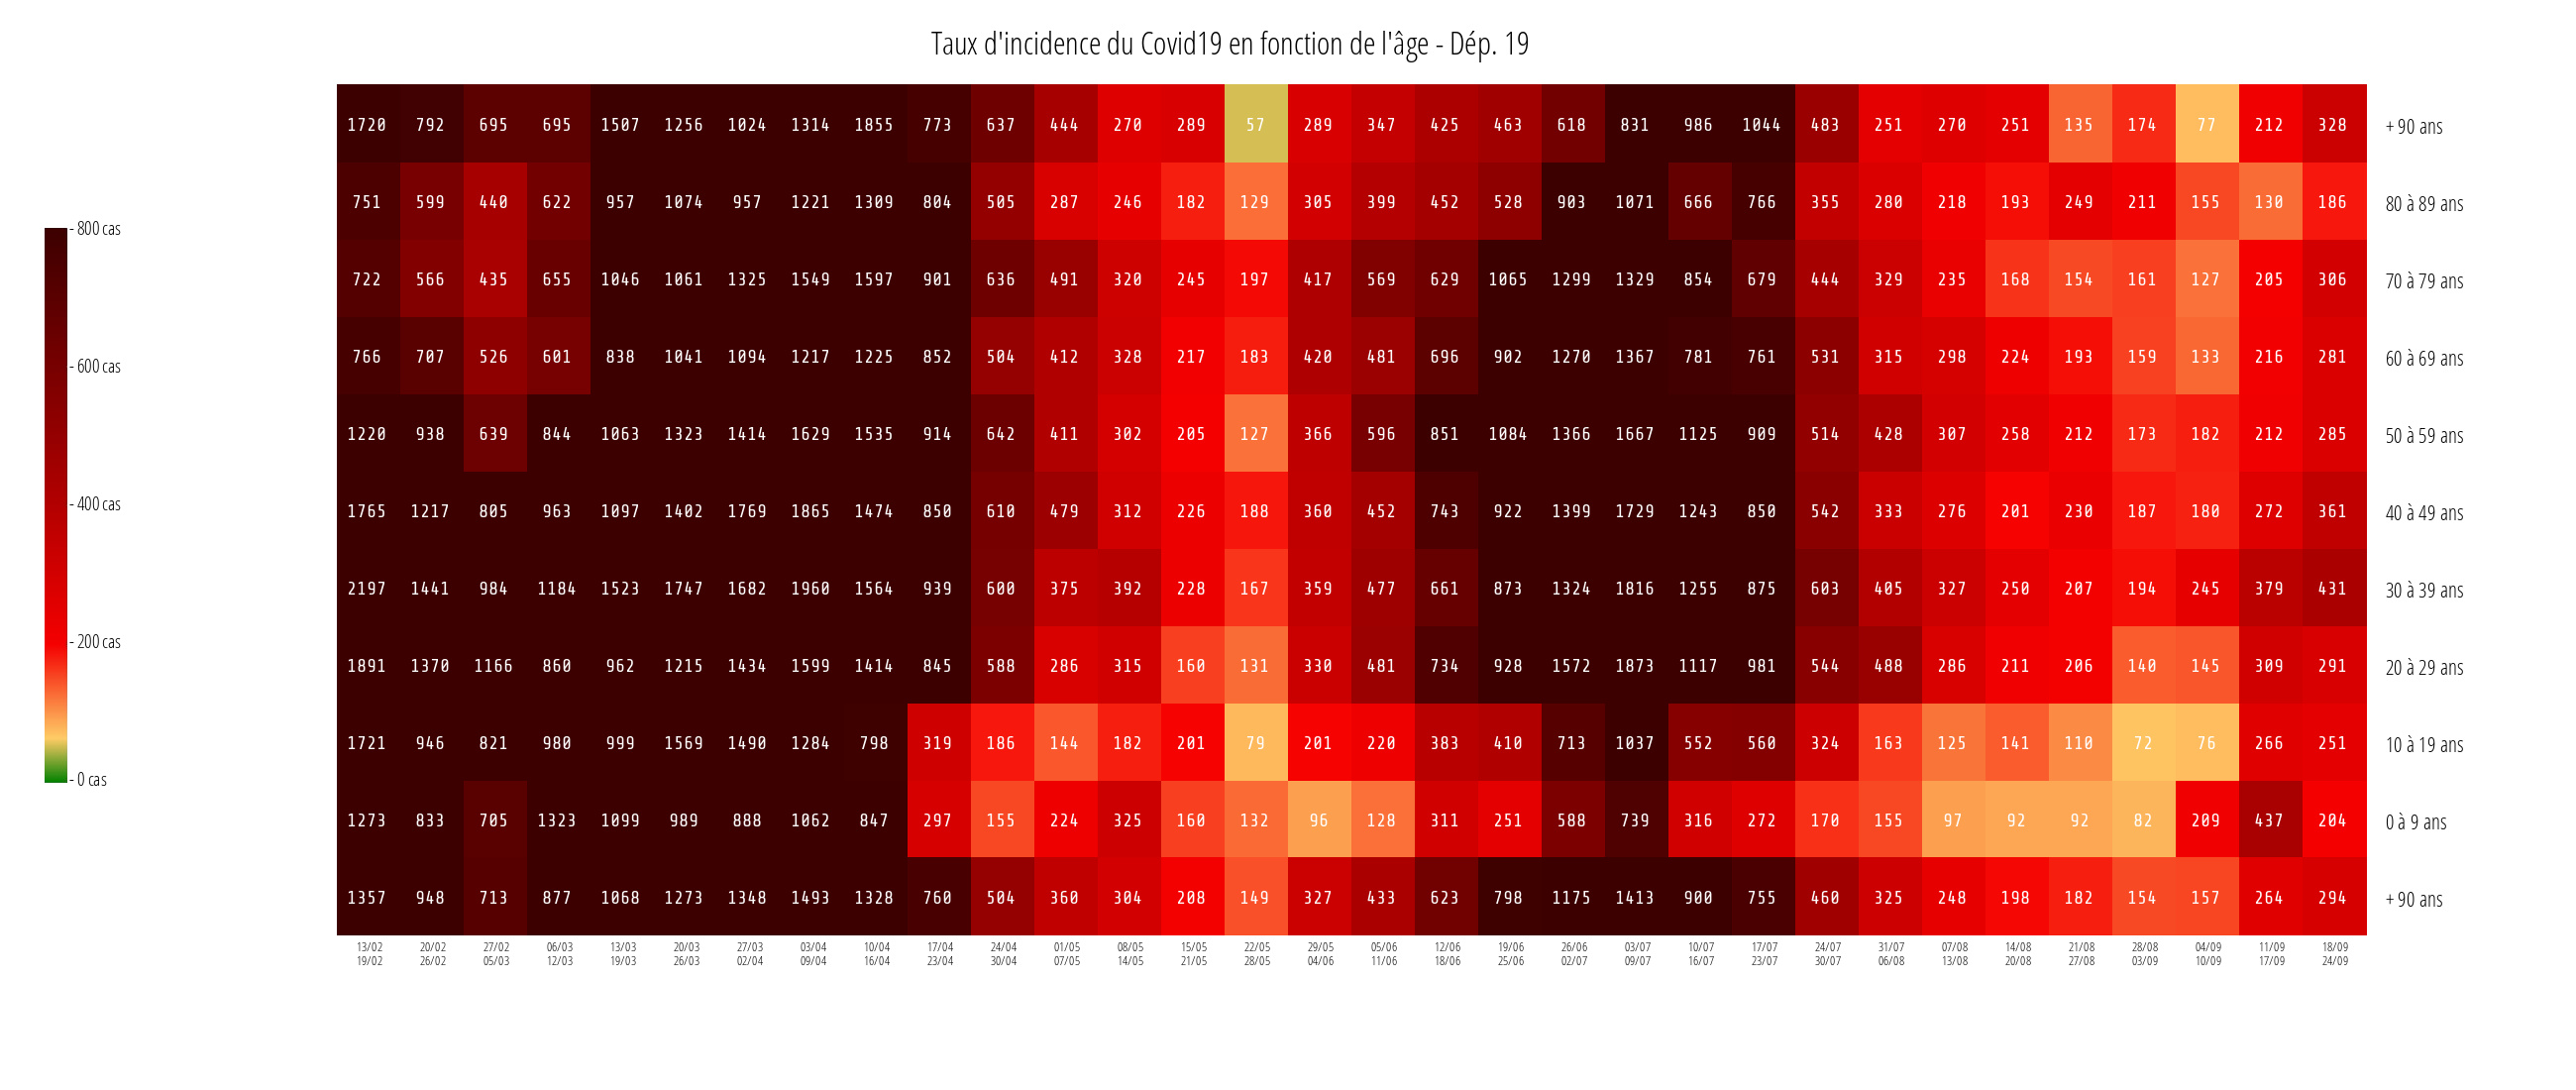 Taux d'incidence du Covid19 en fonction de l'âge - Dép. 19
1720 792 695 695 1507 1256 1024 1314 1855 773 637 444 270 289 57 289 347 425 463 618 831 986 1044 483 251 270 251 135 174 77 212 328 + 90 ans
751 599 440 622 957 1074 957 1221 1309 804 505 287 246 182 129 305 399 452 528 903 1071 666 766 355 280 218 193 249 211 155 130 186 80 à 89 ans
- 800 cas
722 566 435 655 1046 1061 1325 1549 1597 901 636 491 320 245 197 417 569 629 1065 1299 1329 854 679 444 329 235 168 154 161 127 205 306 70 à 79 ans
766 707 526 601 838 1041 1094 1217 1225 852 504 412 328 217 183 420 481 696 902 1270 1367 781 761 531 315 298 224 193 159 133 216 281 60 à 69 ans
- 600 cas
1220 938 639 844 1063 1323 1414 1629 1535 914 642 411 302 205 127 366 596 851 1084 1366 1667 1125 909 514 428 307 258 212 173 182 212 285 50 à 59 ans
- 400 cas
1765 1217 805 963 1097 1402 1769 1865 1474 850 610 479 312 226 188 360 452 743 922 1399 1729 1243 850 542 333 276 201 230 187 180 272 361 40 à 49 ans
2197 1441 984 1184 1523 1747 1682 1960 1564 939 600 375 392 228 167 359 477 661 873 1324 1816 1255 875 603 405 327 250 207 194 245 379 431 30 à 39 ans
- 200 cas
1891 1370 1166 860 962 1215 1434 1599 1414 845 588 286 315 160 131 330 481 734 928 1572 1873 1117 981 544 488 286 211 206 140 145 309 291 20 à 29 ans
1721 946 821 980 999 1569 1490 1284 798 319 186 144 182 201 79 201 220 383 410 713 1037 552 560 324 163 125 141 110 72 76 266 251 10 à 19 ans
- 0 cas
1273 833 705 1323 1099 989 888 1062 847 297 155 224 325 160 132 96 128 311 251 588 739 316 272 170 155 97 92 92 82 209 437 204 0 à 9 ans
1357 948 713 877 1068 1273 1348 1493 1328 760 504 360 304 208 149 327 433 623 798 1175 1413 900 755 460 325 248 198 182 154 157 264 294 + 90 ans
13/02 20/02 27/02 06/03 13/03 20/03 27/03 03/04 10/04 17/04 24/04 01/05 08/05 15/05 22/05 29/05 05/06 12/06 19/06 26/06 03/07 10/07 17/07 24/07 31/07 07/08 14/08 21/08 28/08 04/09 11/09 18/09
19/02 26/02 05/03 12/03 19/03 26/03 02/04 09/04 16/04 23/04 30/04 07/05 14/05 21/05 28/05 04/06 11/06 18/06 25/06 02/07 09/07 16/07 23/07 30/07 06/08 13/08 20/08 27/08 03/09 10/09 17/09 24/09